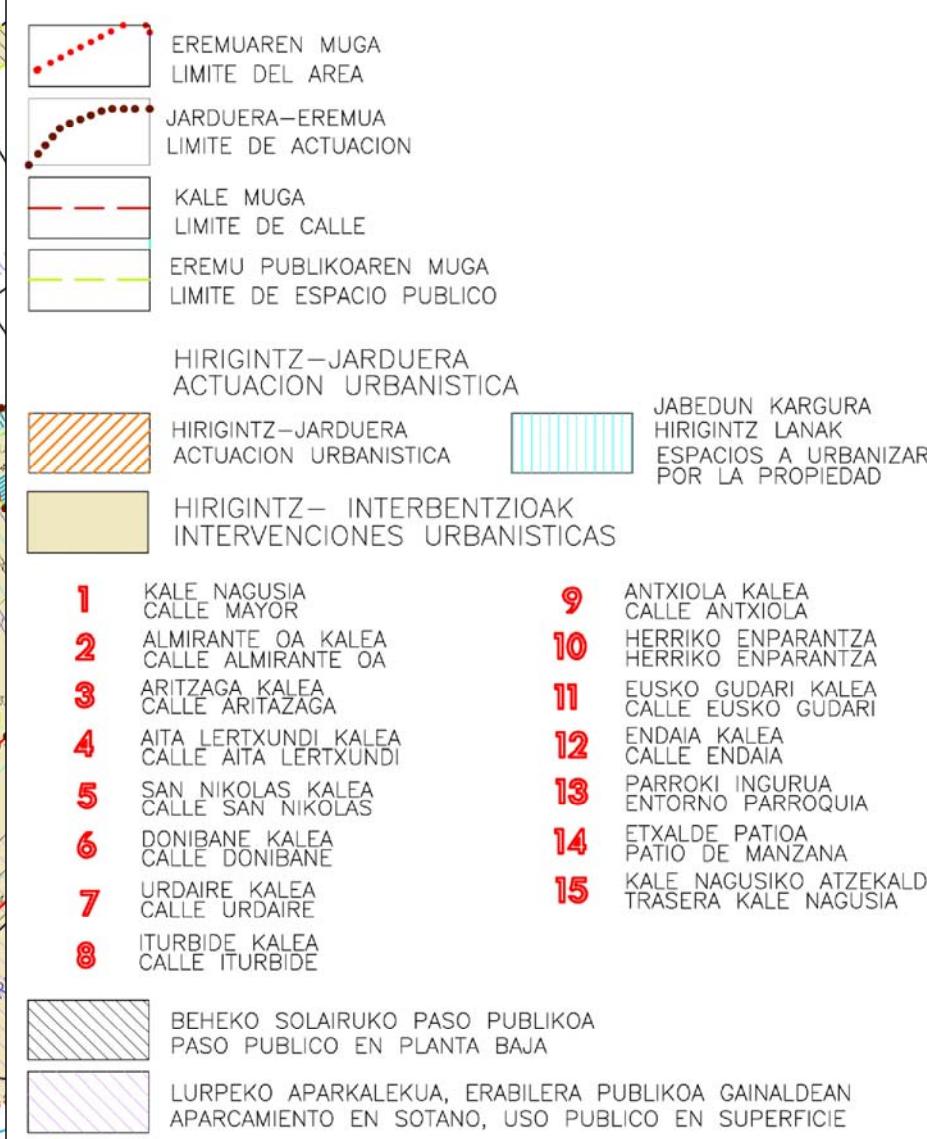 EREMUAREN MUGA
LIMITE DEL AREA
JARDUERA-EREMUA
LIMITE DE ACTUACION
KALE MUGA
LIMITE DE CALLE
EREMU PUBLIKOAREN MUGA
LIMITE DE ESPACIO PUBLICO
HIRIGINTZ-JARDUERA
ACTUACION URBANISTICA
HIRIGINTZ-JARDUERA
ACTUACION URBANISTICA
JABEDUN KARGURA
HIRIGINTZ LANAK
ESPACIOS A URBANIZAR
POR LA PROPIEDAD
HIRIGINTZ- INTERBENTZIOAK
INTERVENCIONES URBANISTICAS
1 KALE NAGUSIA
CALLE MAYOR
2 ALMIRANTE OA KALEA
CALLE ALMIRANTE OA
3 ARITZAGA KALEA
CALLE ARITAZAGA
4 AITA LERTXUNDI KALEA
CALLE AITA LERTXUNDI
5 SAN NIKOLAS KALEA
CALLE SAN NIKOLAS
6 DONIBANE KALEA
CALLE DONIBANE
7 URDAIRE KALEA
CALLE URDAIRE
8 ITURBIDE KALEA
CALLE ITURBIDE
9 ANTXIOLA KALEA
CALLE ANTXIOLA
10 HERRIKO ENPARANTZA
HERRIKO ENPARANTZA
11 EUSKO GUDARI KALEA
CALLE EUSKO GUDARI
12 ENDAIA KALEA
CALLE ENDAIA
13 PARROKI INGURUA
ENTORNO PARROQUIA
14 ETXALDE PATIOA
PATIO DE MANZANA
15 KALE NAGUSIKO ATZEKALD
TRASERA KALE NAGUSIA
BEHEKO SOLAIRUKO PASO PUBLIKOA
PASO PUBLICO EN PLANTA BAJA
LURPEKO APARKALEKUA, ERABILERA PUBLIKOA GAINALDEAN
APARCAMIENTO EN SOTANO, USO PUBLICO EN SUPERFICIE